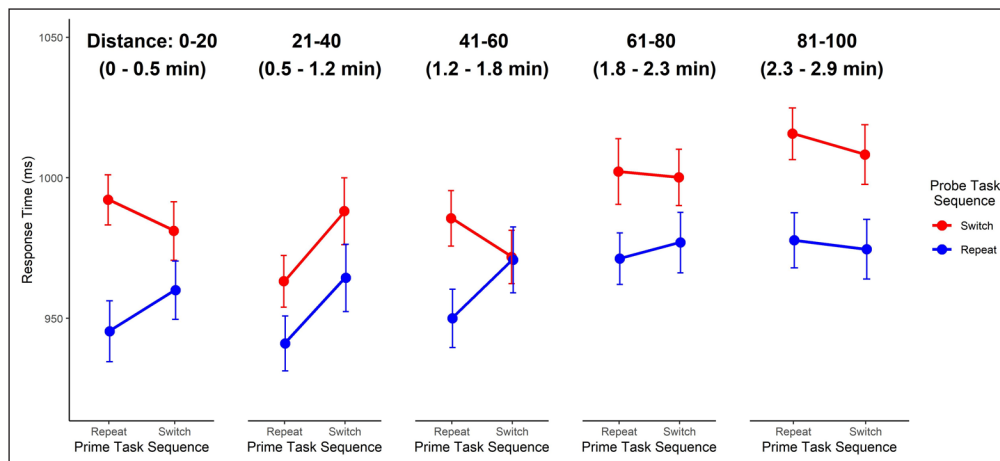 1050
Distance: 0-20
(0 - 0.5 min)
21-40
(0.5 - 1.2 min)
41-60
(1.2 - 1.8 min)
61-80
(1.8 - 2.3 min)
81-100
(2.3 - 2.9 min)
Response Time (ms)
1000
950
Probe Task
Sequence
Switch
Repeat
Repeat Switch
Prime Task Sequence
Repeat Switch
Prime Task Sequence
Repeat Switch
Prime Task Sequence
Repeat Switch
Prime Task Sequence
Repeat Switch
Prime Task Sequence